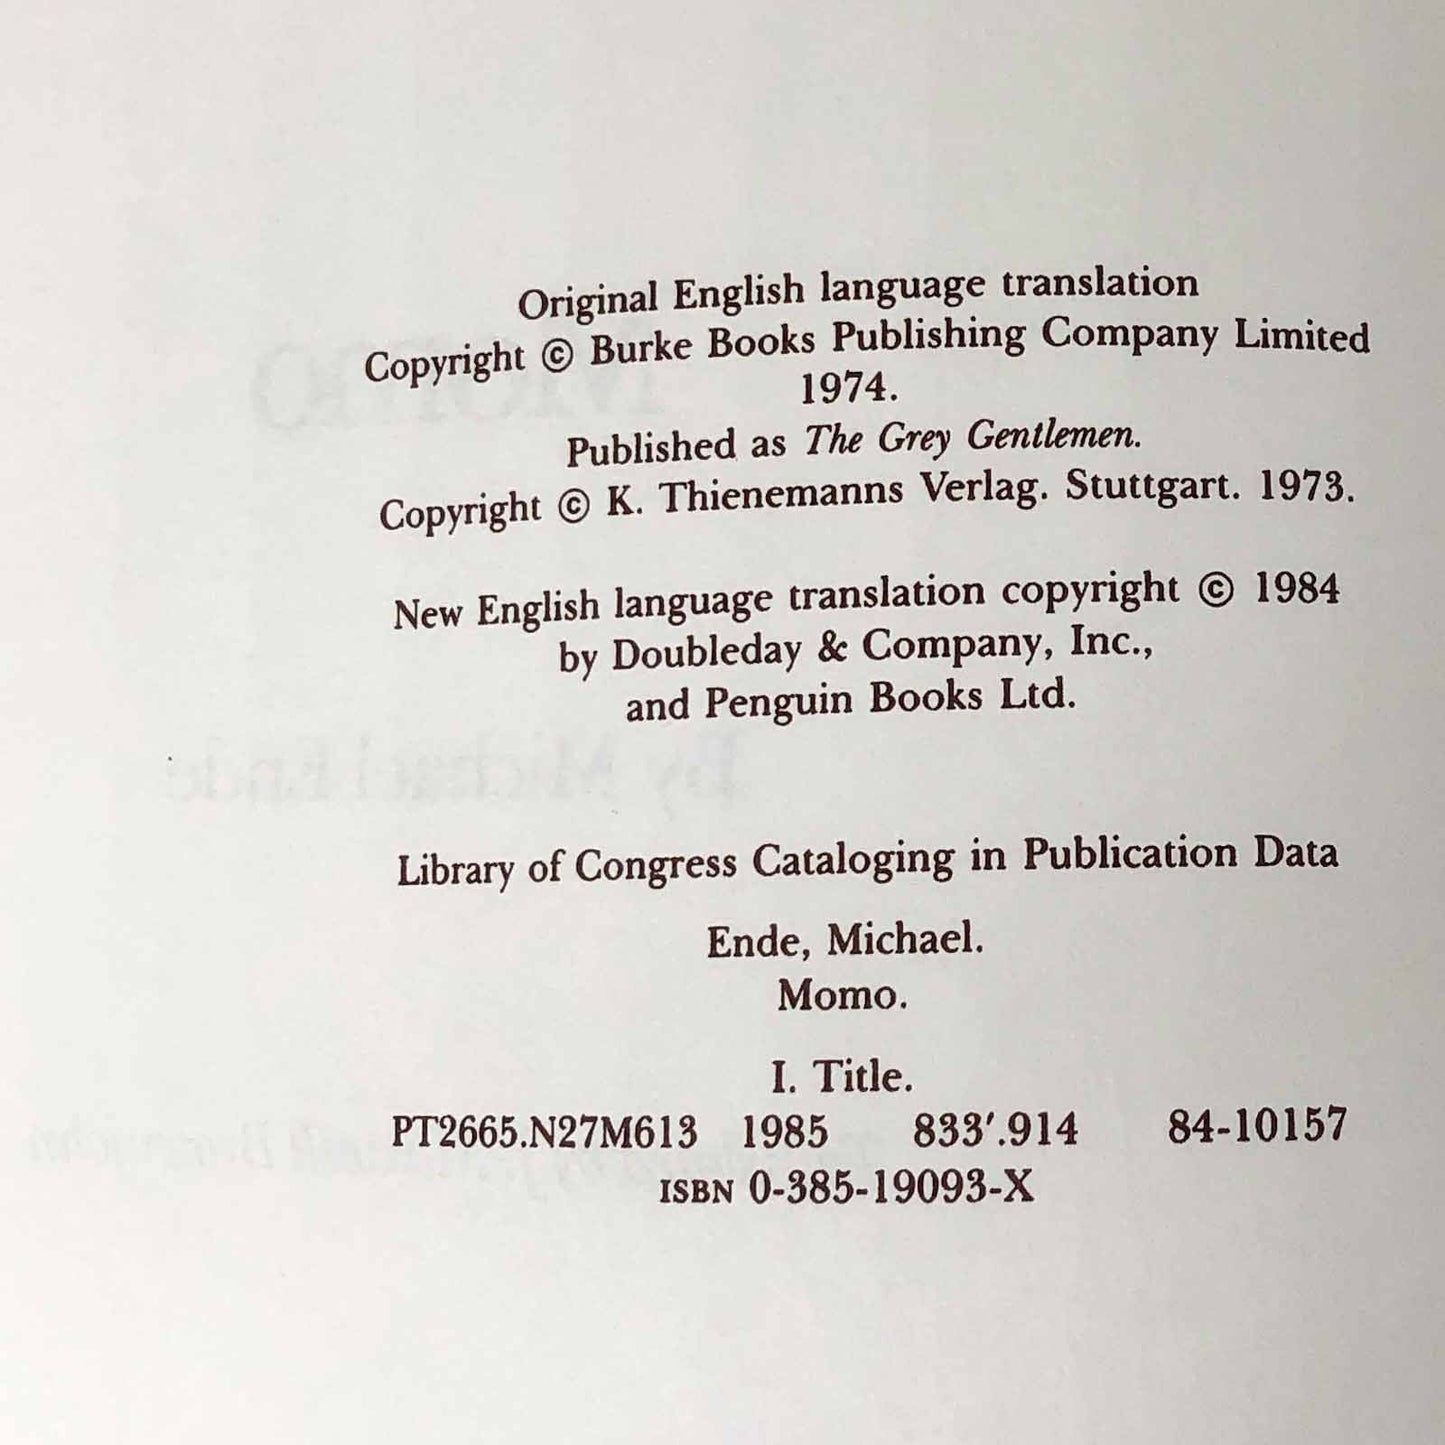 Original English language translation
Copyright © Burke Books Publishing Company Limited
1974.
Published as The Grey Gentlemen.
Copyright © K. Thienemanns Verlag. Stuttgart. 1973.
New English language translation copyright © 1984
by Doubleday & Company, Inc.,
and Penguin Books Ltd.
Library of Congress Cataloging in Publication Data
Ende, Michael.
Momo.
I. Title.
PT2665.N27M613 1985 833′.914 84-10157
ISBN 0-385-19093-X